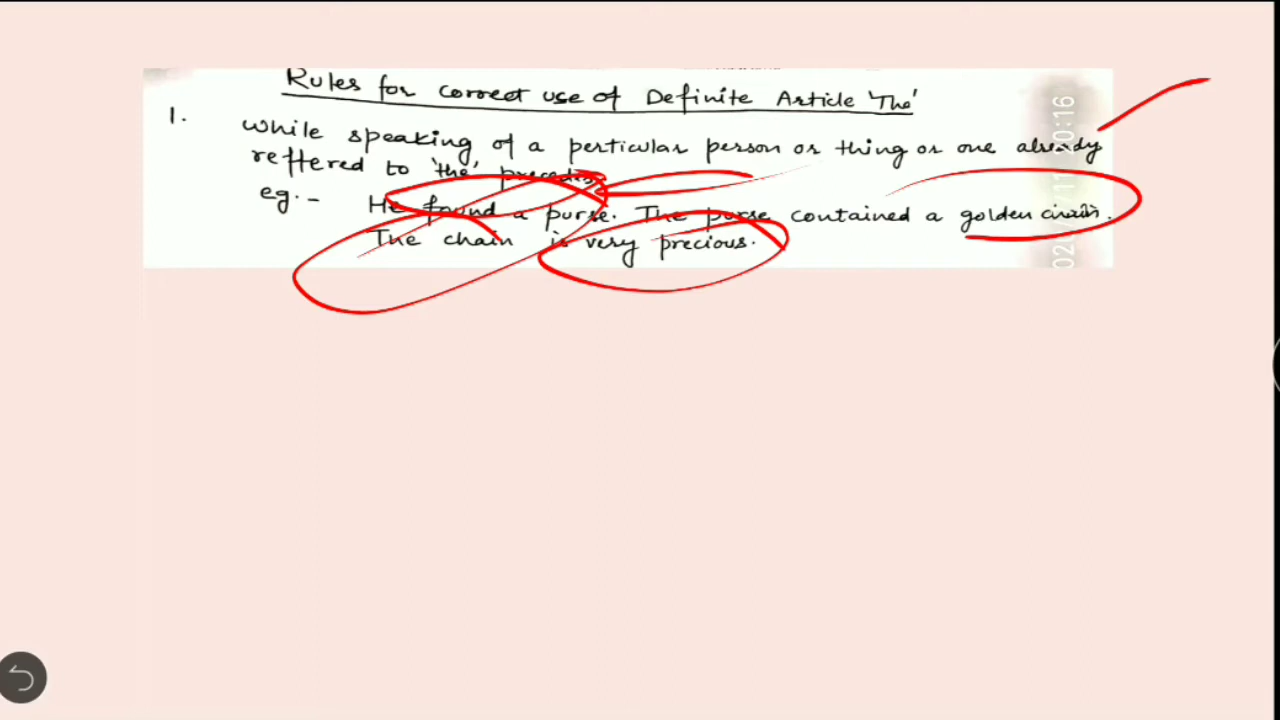 Rules for correct use of Definite Article 'The'
1.
While speaking of a perticular person or thing or one already
reffered to 'the' precedes
eg. - He found a purse. The purse contained a golden chain.
The chain is very precious.